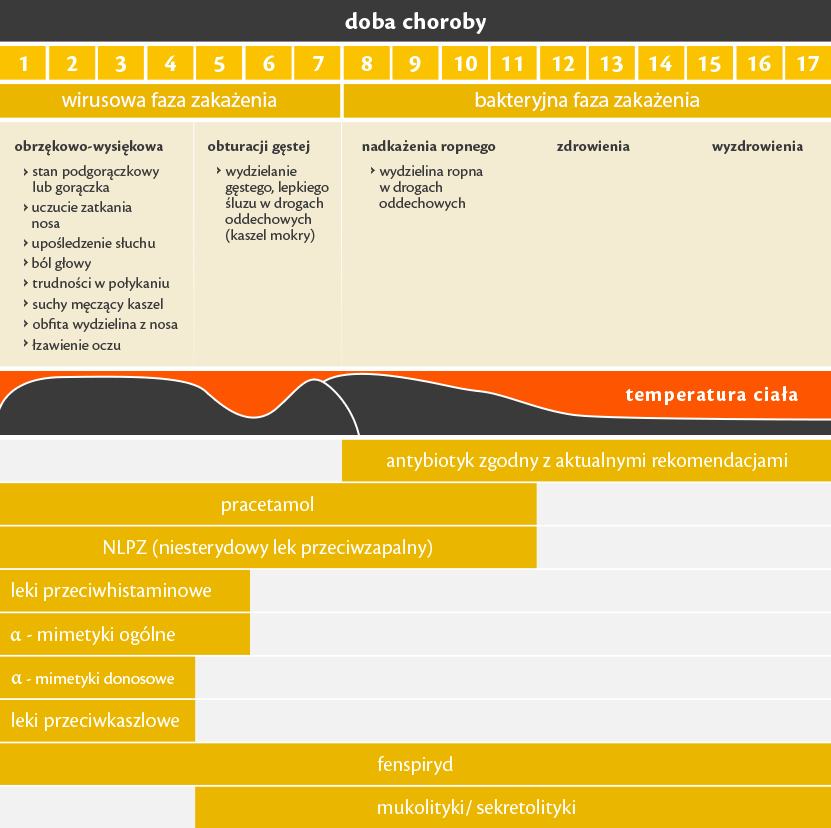 doba choroby
1 2 3 4 5 6 7 8 9 10 11 12 13 14 15 16 17
wirusowa faza zakażenia
bakteryjna faza zakażenia
obrzękowo-wysiękowa
› stan podgorączkowy
lub gorączka
› uczucie zatkania
nosa
› upośledzenie słuchu
› ból głowy
› trudności w połykaniu
› suchy męczący kaszel
› obfita wydzielina z nosa
› łzawienie oczu
obturacji gęstej
› wydzielanie
gęstego, lepkiego
śluzu w drogach
oddechowych
(kaszel mokry)
nadkażenia ropnego
› wydzielina ropna
w drogach
oddechowych
zdrowienia
wyzdrowienia
temperatura ciała
antybiotyk zgodny z aktualnymi rekomendacjami
pracetamol
NLPZ (niesterydowy lek przeciwzapalny)
leki przeciwhistaminowe
α - mimetyki ogólne
α - mimetyki donosowe
leki przeciwkaszlowe
fenspiryd
mukolityki/ sekretolityki